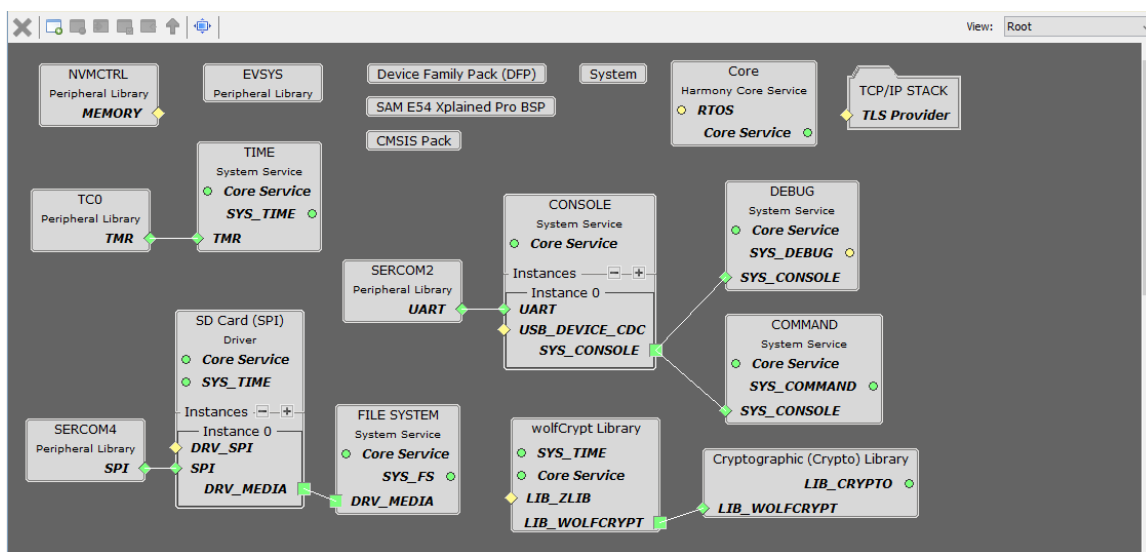 View: Root
NVMCTRL
Peripheral Library
MEMORY
EVSYS
Peripheral Library
Device Family Pack (DFP)
SAM E54 Xplained Pro BSP
CMSIS Pack
System
Core
Harmony Core Service
RTOS
Core Service
TCP/IP STACK
TLS Provider
TC0
Peripheral Library
TMR
TIME
System Service
Core Service
SYS_TIME
TMR
SERCOM2
Peripheral Library
UART
CONSOLE
System Service
Core Service
Instances
Instance 0
UART
USB_DEVICE_CDC
SYS_CONSOLE
DEBUG
System Service
Core Service
SYS_DEBUG
SYS_CONSOLE
COMMAND
System Service
Core Service
SYS_COMMAND
SYS_CONSOLE
SERCOM4
Peripheral Library
SPI
SD Card (SPI)
Driver
Core Service
SYS_TIME
Instances
Instance 0
DRV_SPI
SPI
DRV_MEDIA
FILE SYSTEM
System Service
Core Service
SYS_FS
DRV_MEDIA
wolfCrypt Library
SYS_TIME
Core Service
LIB_ZLIB
LIB_WOLFCRYPT
Cryptographic (Crypto) Library
LIB_CRYPTO
LIB_WOLFCRYPT